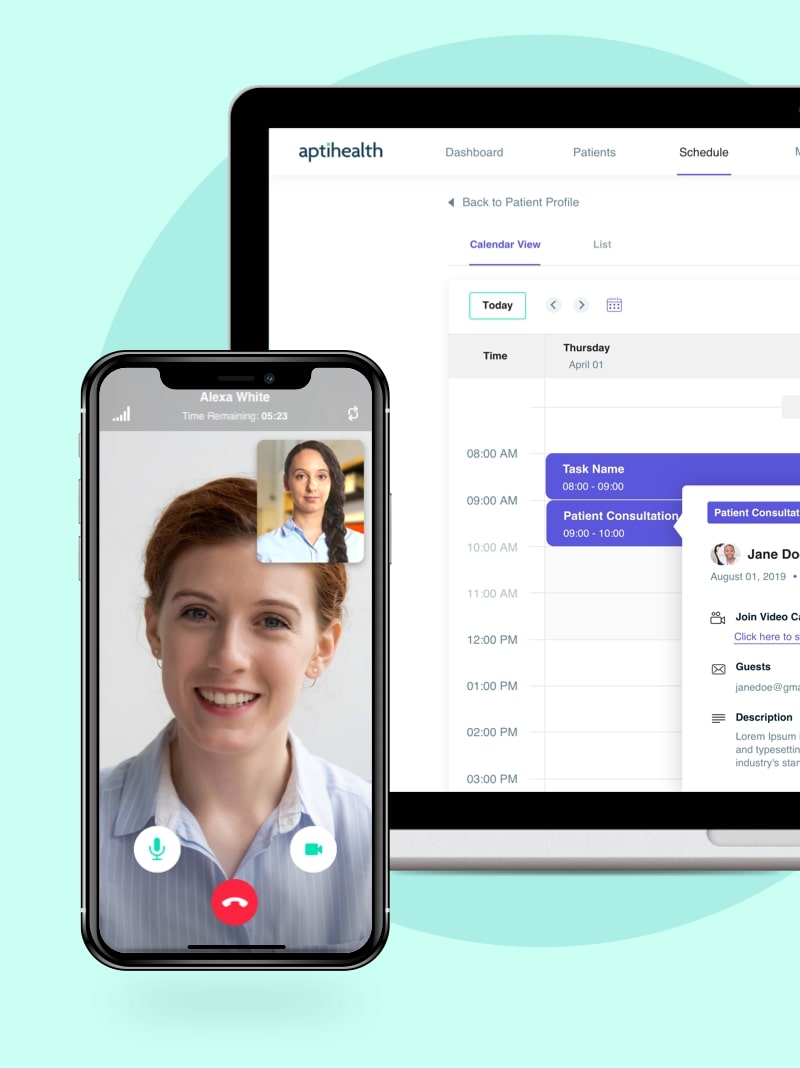 aptihealth
Dashboard
Patients
Schedule
Back to Patient Profile
Calendar View
List
Today
Time
Thursday
April 01
08:00 AM
09:00 AM
10:00 AM
11:00 AM
12:00 PM
01:00 PM
02:00 PM
03:00 PM
Task Name
08:00 - 09:00
Patient Consultation
09:00 - 10:00
Patient Consultat
Jane Do
August 01, 2019 •
Join Video Ca
Click here to s
Guests
janedoe@gma
Description
Lorem Ipsum
and typesettin
industry's star
Alexa White
Time Remaining: 05:23